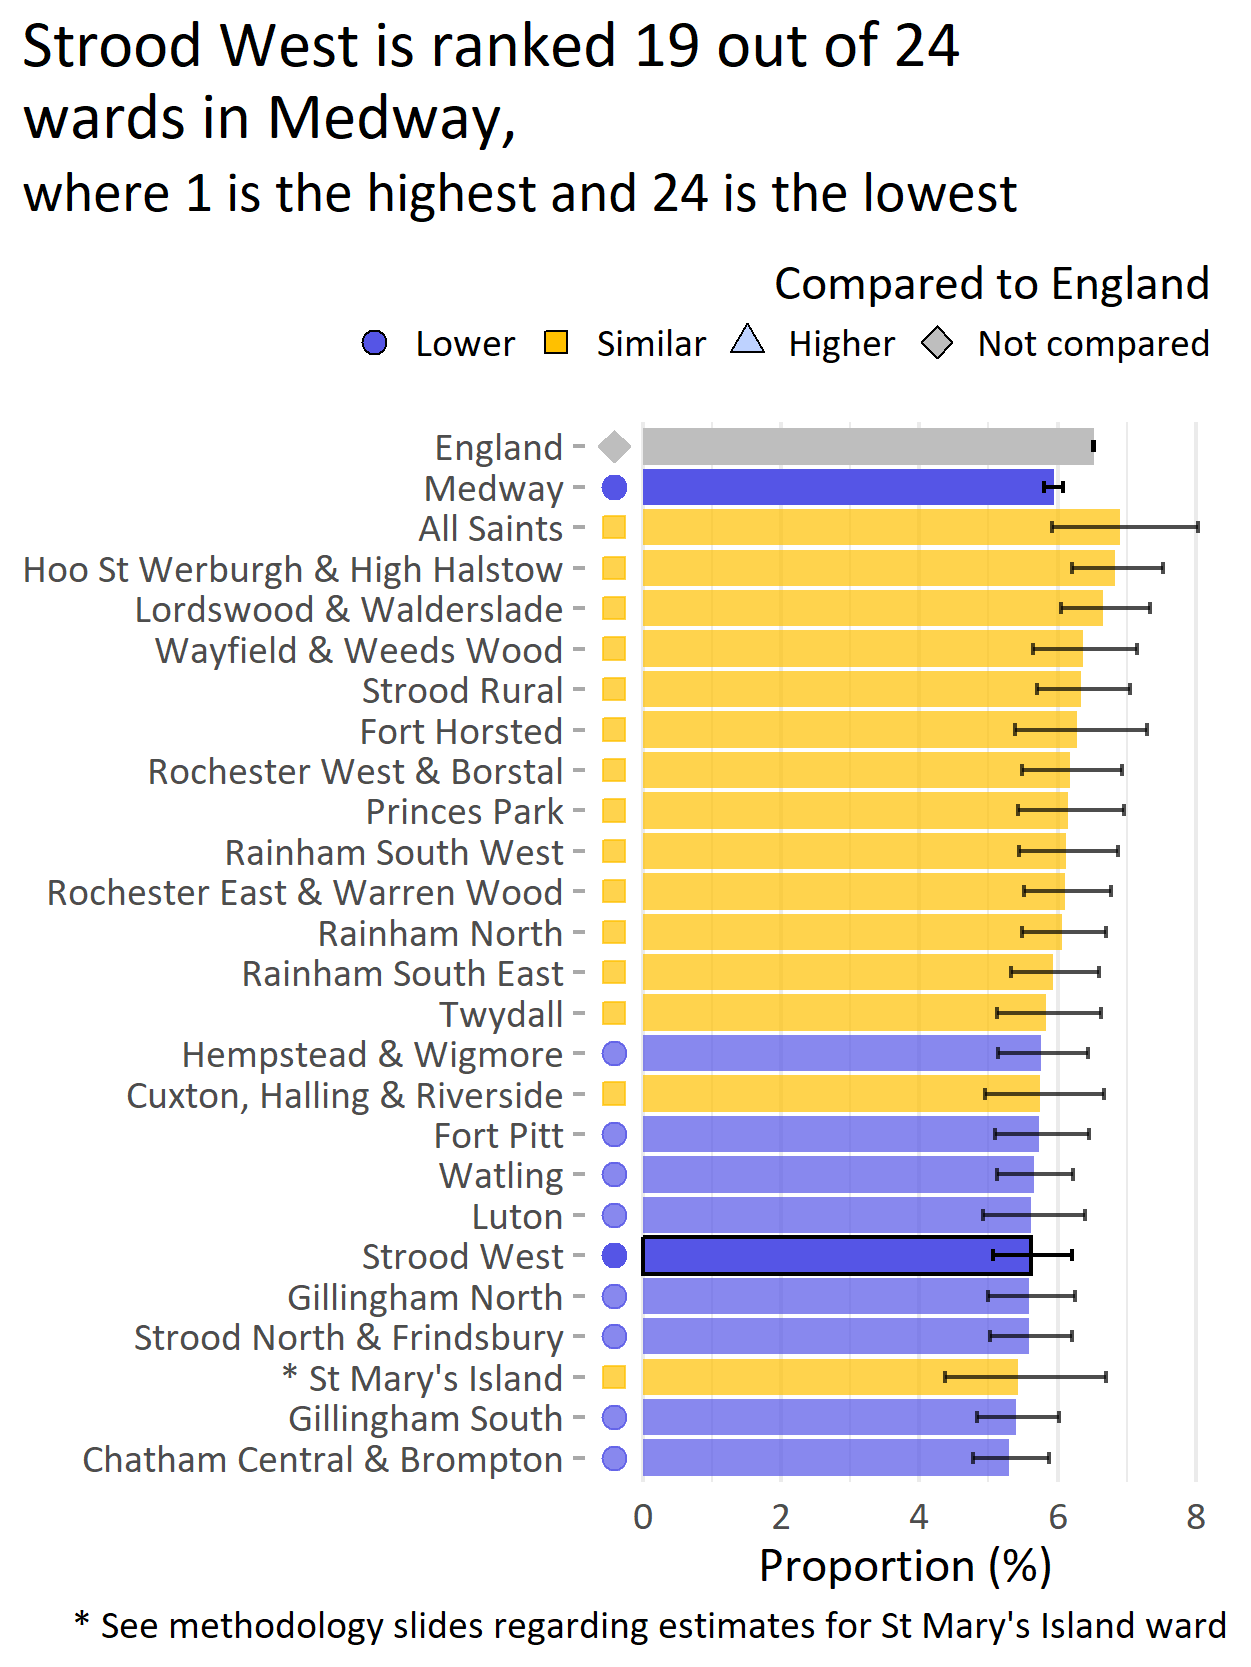 Strood West is ranked 19 out of 24
wards in Medway,
where 1 is the highest and 24 is the lowest
Compared to England
Lower Similar Higher Not compared
England
Medway
All Saints
Hoo St Werburgh & High Halstow
Lordswood & Walderslade
Wayfield & Weeds Wood
Strood Rural
Fort Horsted
Rochester West & Borstal
Princes Park
Rainham South West
Rochester East & Warren Wood
Rainham North
Rainham South East
Twydall
Hempstead & Wigmore
Cuxton, Halling & Riverside
Fort Pitt
Watling
Luton
Strood West
Gillingham North
Strood North & Frindsbury
* St Mary's Island
Gillingham South
Chatham Central & Brompton
0 2 4 6 8
Proportion (%)
* See methodology slides regarding estimates for St Mary's Island ward